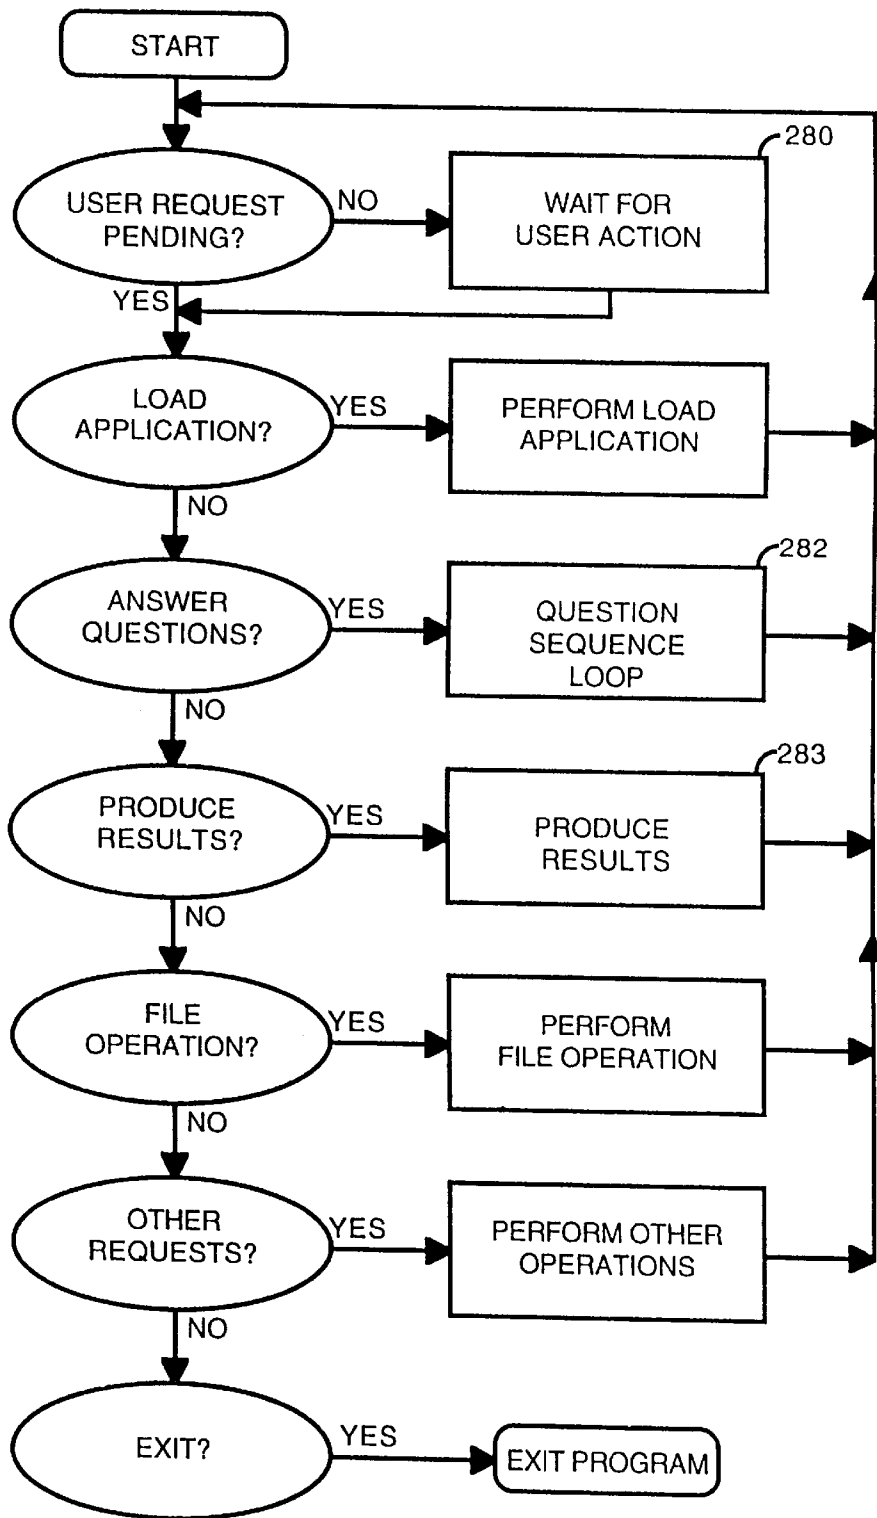 START
280
USER REQUEST
PENDING?
NO
WAIT FOR
USER ACTION
YES
LOAD
APPLICATION?
YES
PERFORM LOAD
APPLICATION
NO
282
ANSWER
QUESTIONS?
YES
QUESTION
SEQUENCE
LOOP
NO
283
PRODUCE
RESULTS?
YES
PRODUCE
RESULTS
NO
FILE
OPERATION?
YES
PERFORM
FILE OPERATION
NO
OTHER
REQUESTS?
YES
PERFORM OTHER
OPERATIONS
NO
EXIT?
YES
EXIT PROGRAM